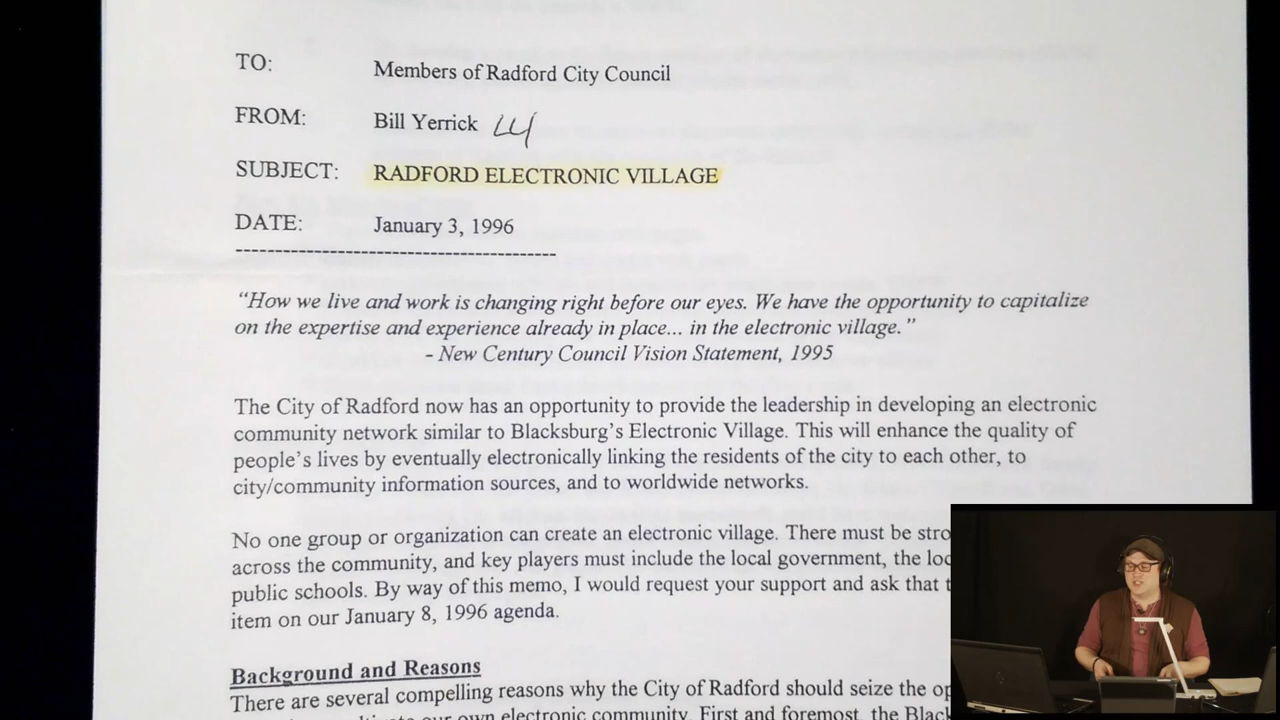 TO: Members of Radford City Council
FROM: Bill Yerrick
SUBJECT: RADFORD ELECTRONIC VILLAGE
DATE: January 3, 1996
----------------------------------------
“How we live and work is changing right before our eyes. We have the opportunity to capitalize
on the expertise and experience already in place... in the electronic village.”
- New Century Council Vision Statement, 1995
The City of Radford now has an opportunity to provide the leadership in developing an electronic
community network similar to Blacksburg’s Electronic Village. This will enhance the quality of
people’s lives by eventually electronically linking the residents of the city to each other, to
city/community information sources, and to worldwide networks.
No one group or organization can create an electronic village. There must be
across the community, and key players must include the local government, the
public schools. By way of this memo, I would request your support and ask that
item on our January 8, 1996 agenda.
Background and Reasons
There are several compelling reasons why the City of Radford should seize the
our own electronic community. First and foremost, the